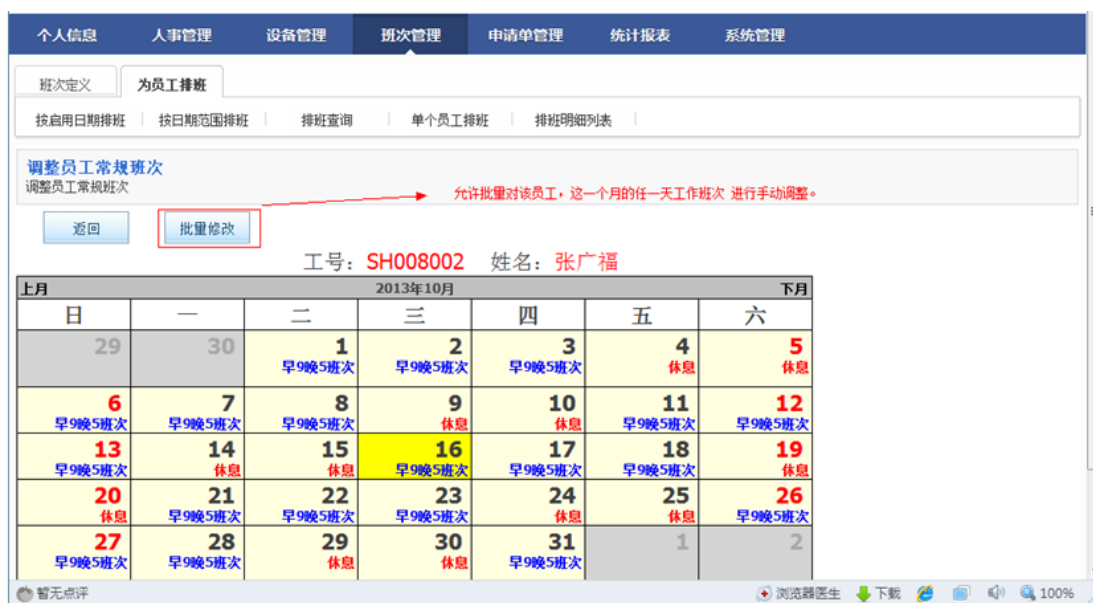 个人信息 人事管理 设备管理 班次管理 申请单管理 统计报表 系统管理
班次定义 为员工排班
按启用日期排班 按日期范围排班 排班查询 单个员工排班 排班明细列表
调整员工常规班次
调整员工常规班次
允许批量对该员工，这一个月的任一天工作班次 进行手动调整。
返回 批量修改
工号：SH008002 姓名：张广福
上月 2013年10月 下月
日 一 二 三 四 五 六
29 30 1 2 3 4 5
早9晚5班次 早9晚5班次 早9晚5班次 休息 休息
6 7 8 9 10 11 12
早9晚5班次 早9晚5班次 早9晚5班次 休息 休息 早9晚5班次 早9晚5班次
13 14 15 16 17 18 19
早9晚5班次 休息 休息 早9晚5班次 早9晚5班次 早9晚5班次 休息
20 21 22 23 24 25 26
休息 早9晚5班次 早9晚5班次 早9晚5班次 休息 休息 早9晚5班次
27 28 29 30 31 1 2
早9晚5班次 早9晚5班次 休息 休息 早9晚5班次
暂无点评 浏览器医生 下载 100%